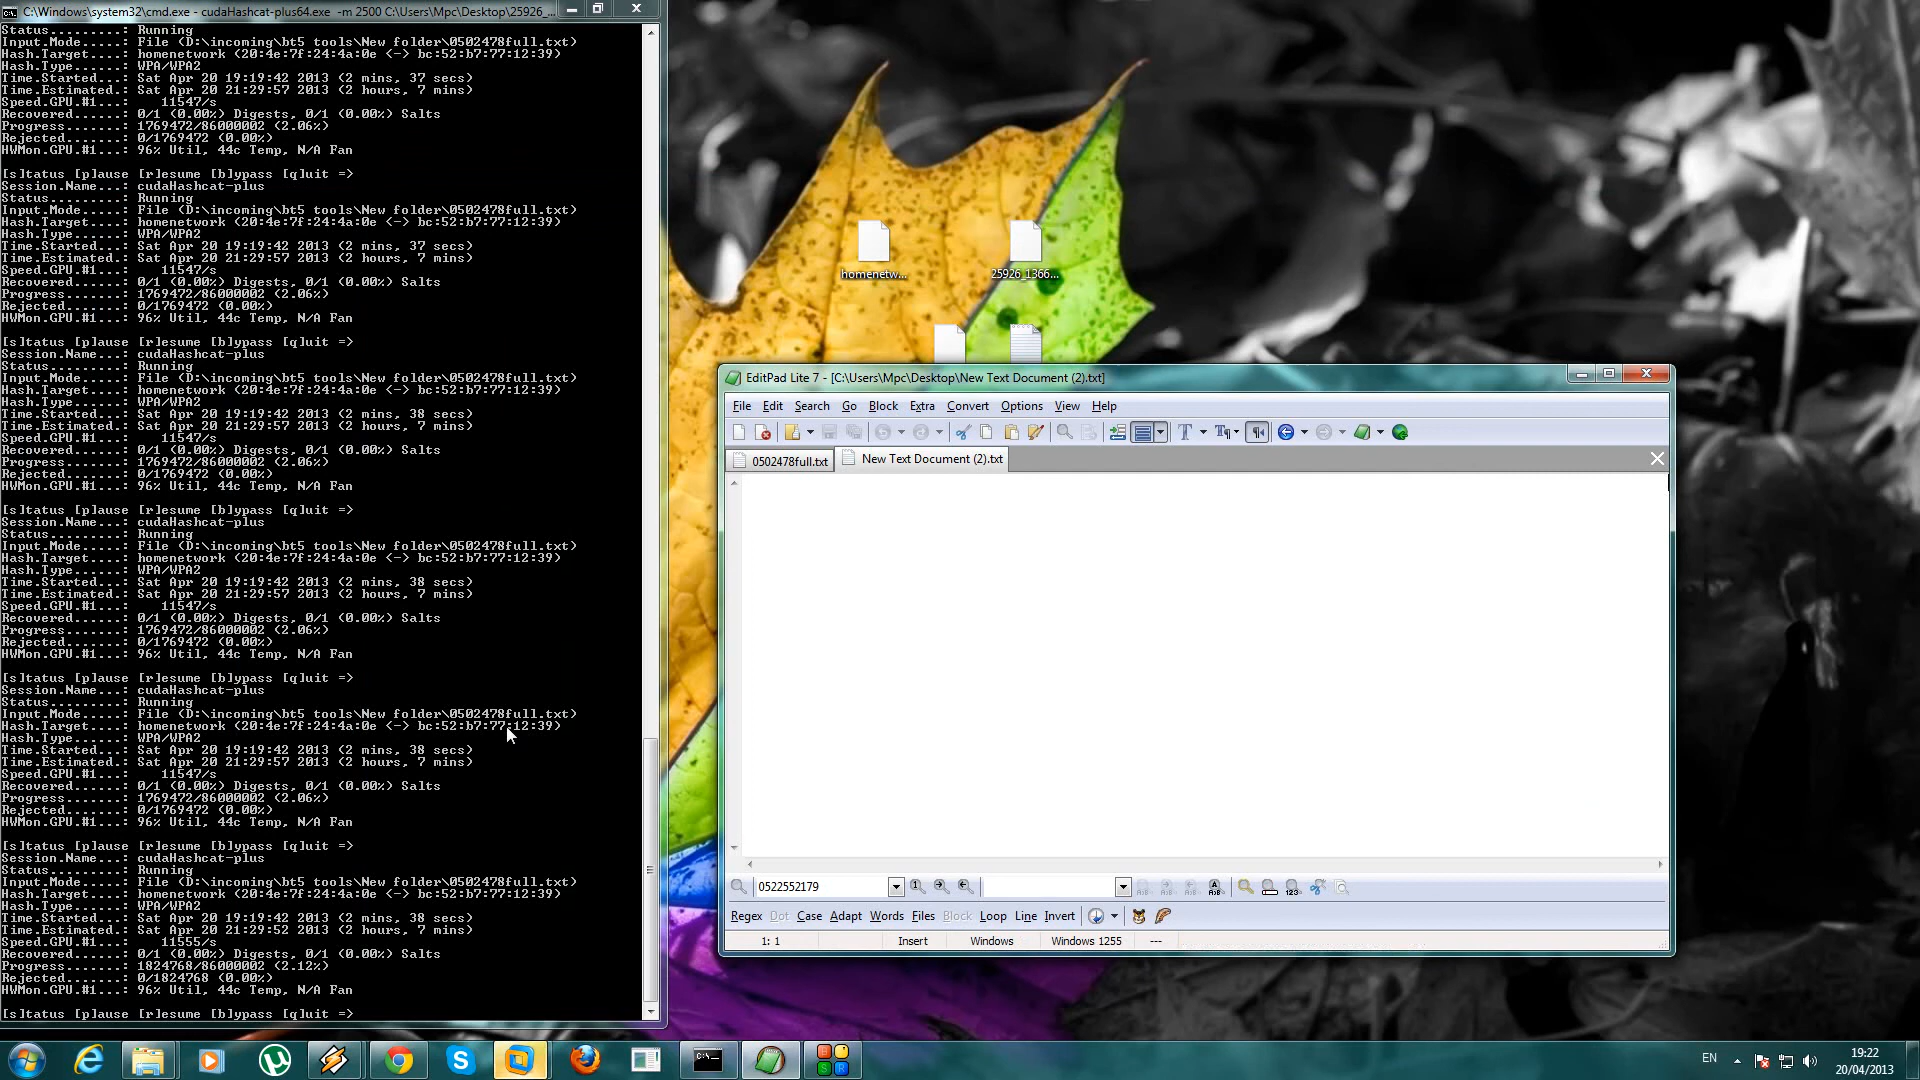 C:\Windows\system32\cmd.exe - cudaHashcat-plus64.exe  -m 2500 C:\Users\Mpc\Desktop\25926_...
Status.........: Running
Input.Mode.....: File (D:\incoming\bt5 tools\New folder\0502478full.txt)
Hash.Target....: homenetwork (20:4e:7f:24:4a:0e <-> bc:52:b7:77:12:39)
Hash.Type......: WPA/WPA2
Time.Started...: Sat Apr 20 19:19:42 2013 (2 mins, 37 secs)
Time.Estimated.: Sat Apr 20 21:29:57 2013 (2 hours, 7 mins)
Speed.GPU.#1...:    11547/s
Recovered......: 0/1 (0.00%) Digests, 0/1 (0.00%) Salts
Progress.......: 1769472/86000002 (2.06%)
Rejected.......: 0/1769472 (0.00%)
HWMon.GPU.#1...: 96% Util, 44c Temp, N/A Fan
[s]tatus [p]ause [r]esume [b]ypass [q]uit =>
Session.Name...: cudaHashcat-plus
Status.........: Running
Input.Mode.....: File (D:\incoming\bt5 tools\New folder\0502478full.txt)
Hash.Target....: homenetwork (20:4e:7f:24:4a:0e <-> bc:52:b7:77:12:39)
Hash.Type......: WPA/WPA2
Time.Started...: Sat Apr 20 19:19:42 2013 (2 mins, 37 secs)
Time.Estimated.: Sat Apr 20 21:29:57 2013 (2 hours, 7 mins)
Speed.GPU.#1...:    11547/s
Recovered......: 0/1 (0.00%) Digests, 0/1 (0.00%) Salts
Progress.......: 1769472/86000002 (2.06%)
Rejected.......: 0/1769472 (0.00%)
HWMon.GPU.#1...: 96% Util, 44c Temp, N/A Fan
[s]tatus [p]ause [r]esume [b]ypass [q]uit =>
Session.Name...: cudaHashcat-plus
Status.........: Running
Input.Mode.....: File (D:\incoming\bt5 tools\New folder\0502478full.txt)
Hash.Target....: homenetwork (20:4e:7f:24:4a:0e <-> bc:52:b7:77:12:39)
Hash.Type......: WPA/WPA2
Time.Started...: Sat Apr 20 19:19:42 2013 (2 mins, 38 secs)
Time.Estimated.: Sat Apr 20 21:29:57 2013 (2 hours, 7 mins)
Speed.GPU.#1...:    11547/s
Recovered......: 0/1 (0.00%) Digests, 0/1 (0.00%) Salts
Progress.......: 1769472/86000002 (2.06%)
Rejected.......: 0/1769472 (0.00%)
HWMon.GPU.#1...: 96% Util, 44c Temp, N/A Fan
[s]tatus [p]ause [r]esume [b]ypass [q]uit =>
Session.Name...: cudaHashcat-plus
Status.........: Running
Input.Mode.....: File (D:\incoming\bt5 tools\New folder\0502478full.txt)
Hash.Target....: homenetwork (20:4e:7f:24:4a:0e <-> bc:52:b7:77:12:39)
Hash.Type......: WPA/WPA2
Time.Started...: Sat Apr 20 19:19:42 2013 (2 mins, 38 secs)
Time.Estimated.: Sat Apr 20 21:29:57 2013 (2 hours, 7 mins)
Speed.GPU.#1...:    11547/s
Recovered......: 0/1 (0.00%) Digests, 0/1 (0.00%) Salts
Progress.......: 1769472/86000002 (2.06%)
Rejected.......: 0/1769472 (0.00%)
HWMon.GPU.#1...: 96% Util, 44c Temp, N/A Fan
[s]tatus [p]ause [r]esume [b]ypass [q]uit =>
Session.Name...: cudaHashcat-plus
Status.........: Running
Input.Mode.....: File (D:\incoming\bt5 tools\New folder\0502478full.txt)
Hash.Target....: homenetwork (20:4e:7f:24:4a:0e <-> bc:52:b7:77:12:39)
Hash.Type......: WPA/WPA2
Time.Started...: Sat Apr 20 19:19:42 2013 (2 mins, 38 secs)
Time.Estimated.: Sat Apr 20 21:29:57 2013 (2 hours, 7 mins)
Speed.GPU.#1...:    11547/s
Recovered......: 0/1 (0.00%) Digests, 0/1 (0.00%) Salts
Progress.......: 1769472/86000002 (2.06%)
Rejected.......: 0/1769472 (0.00%)
HWMon.GPU.#1...: 96% Util, 44c Temp, N/A Fan
[s]tatus [p]ause [r]esume [b]ypass [q]uit =>
Session.Name...: cudaHashcat-plus
Status.........: Running
Input.Mode.....: File (D:\incoming\bt5 tools\New folder\0502478full.txt)
Hash.Target....: homenetwork (20:4e:7f:24:4a:0e <-> bc:52:b7:77:12:39)
Hash.Type......: WPA/WPA2
Time.Started...: Sat Apr 20 19:19:42 2013 (2 mins, 38 secs)
Time.Estimated.: Sat Apr 20 21:29:52 2013 (2 hours, 7 mins)
Speed.GPU.#1...:    11555/s
Recovered......: 0/1 (0.00%) Digests, 0/1 (0.00%) Salts
Progress.......: 1824768/86000002 (2.12%)
Rejected.......: 0/1824768 (0.00%)
HWMon.GPU.#1...: 96% Util, 44c Temp, N/A Fan
[s]tatus [p]ause [r]esume [b]ypass [q]uit =>
homenetw... 25926_1366...
EditPad Lite 7 - [C:\Users\Mpc\Desktop\New Text Document (2).txt]
File Edit Search Go Block Extra Convert Options View Help
0502478full.txt New Text Document (2).txt
0522552179
Regex Dot Case Adapt Words Files Block Loop Line Invert
1: 1 Insert Windows Windows 1255 ---
EN 19:22
20/04/2013